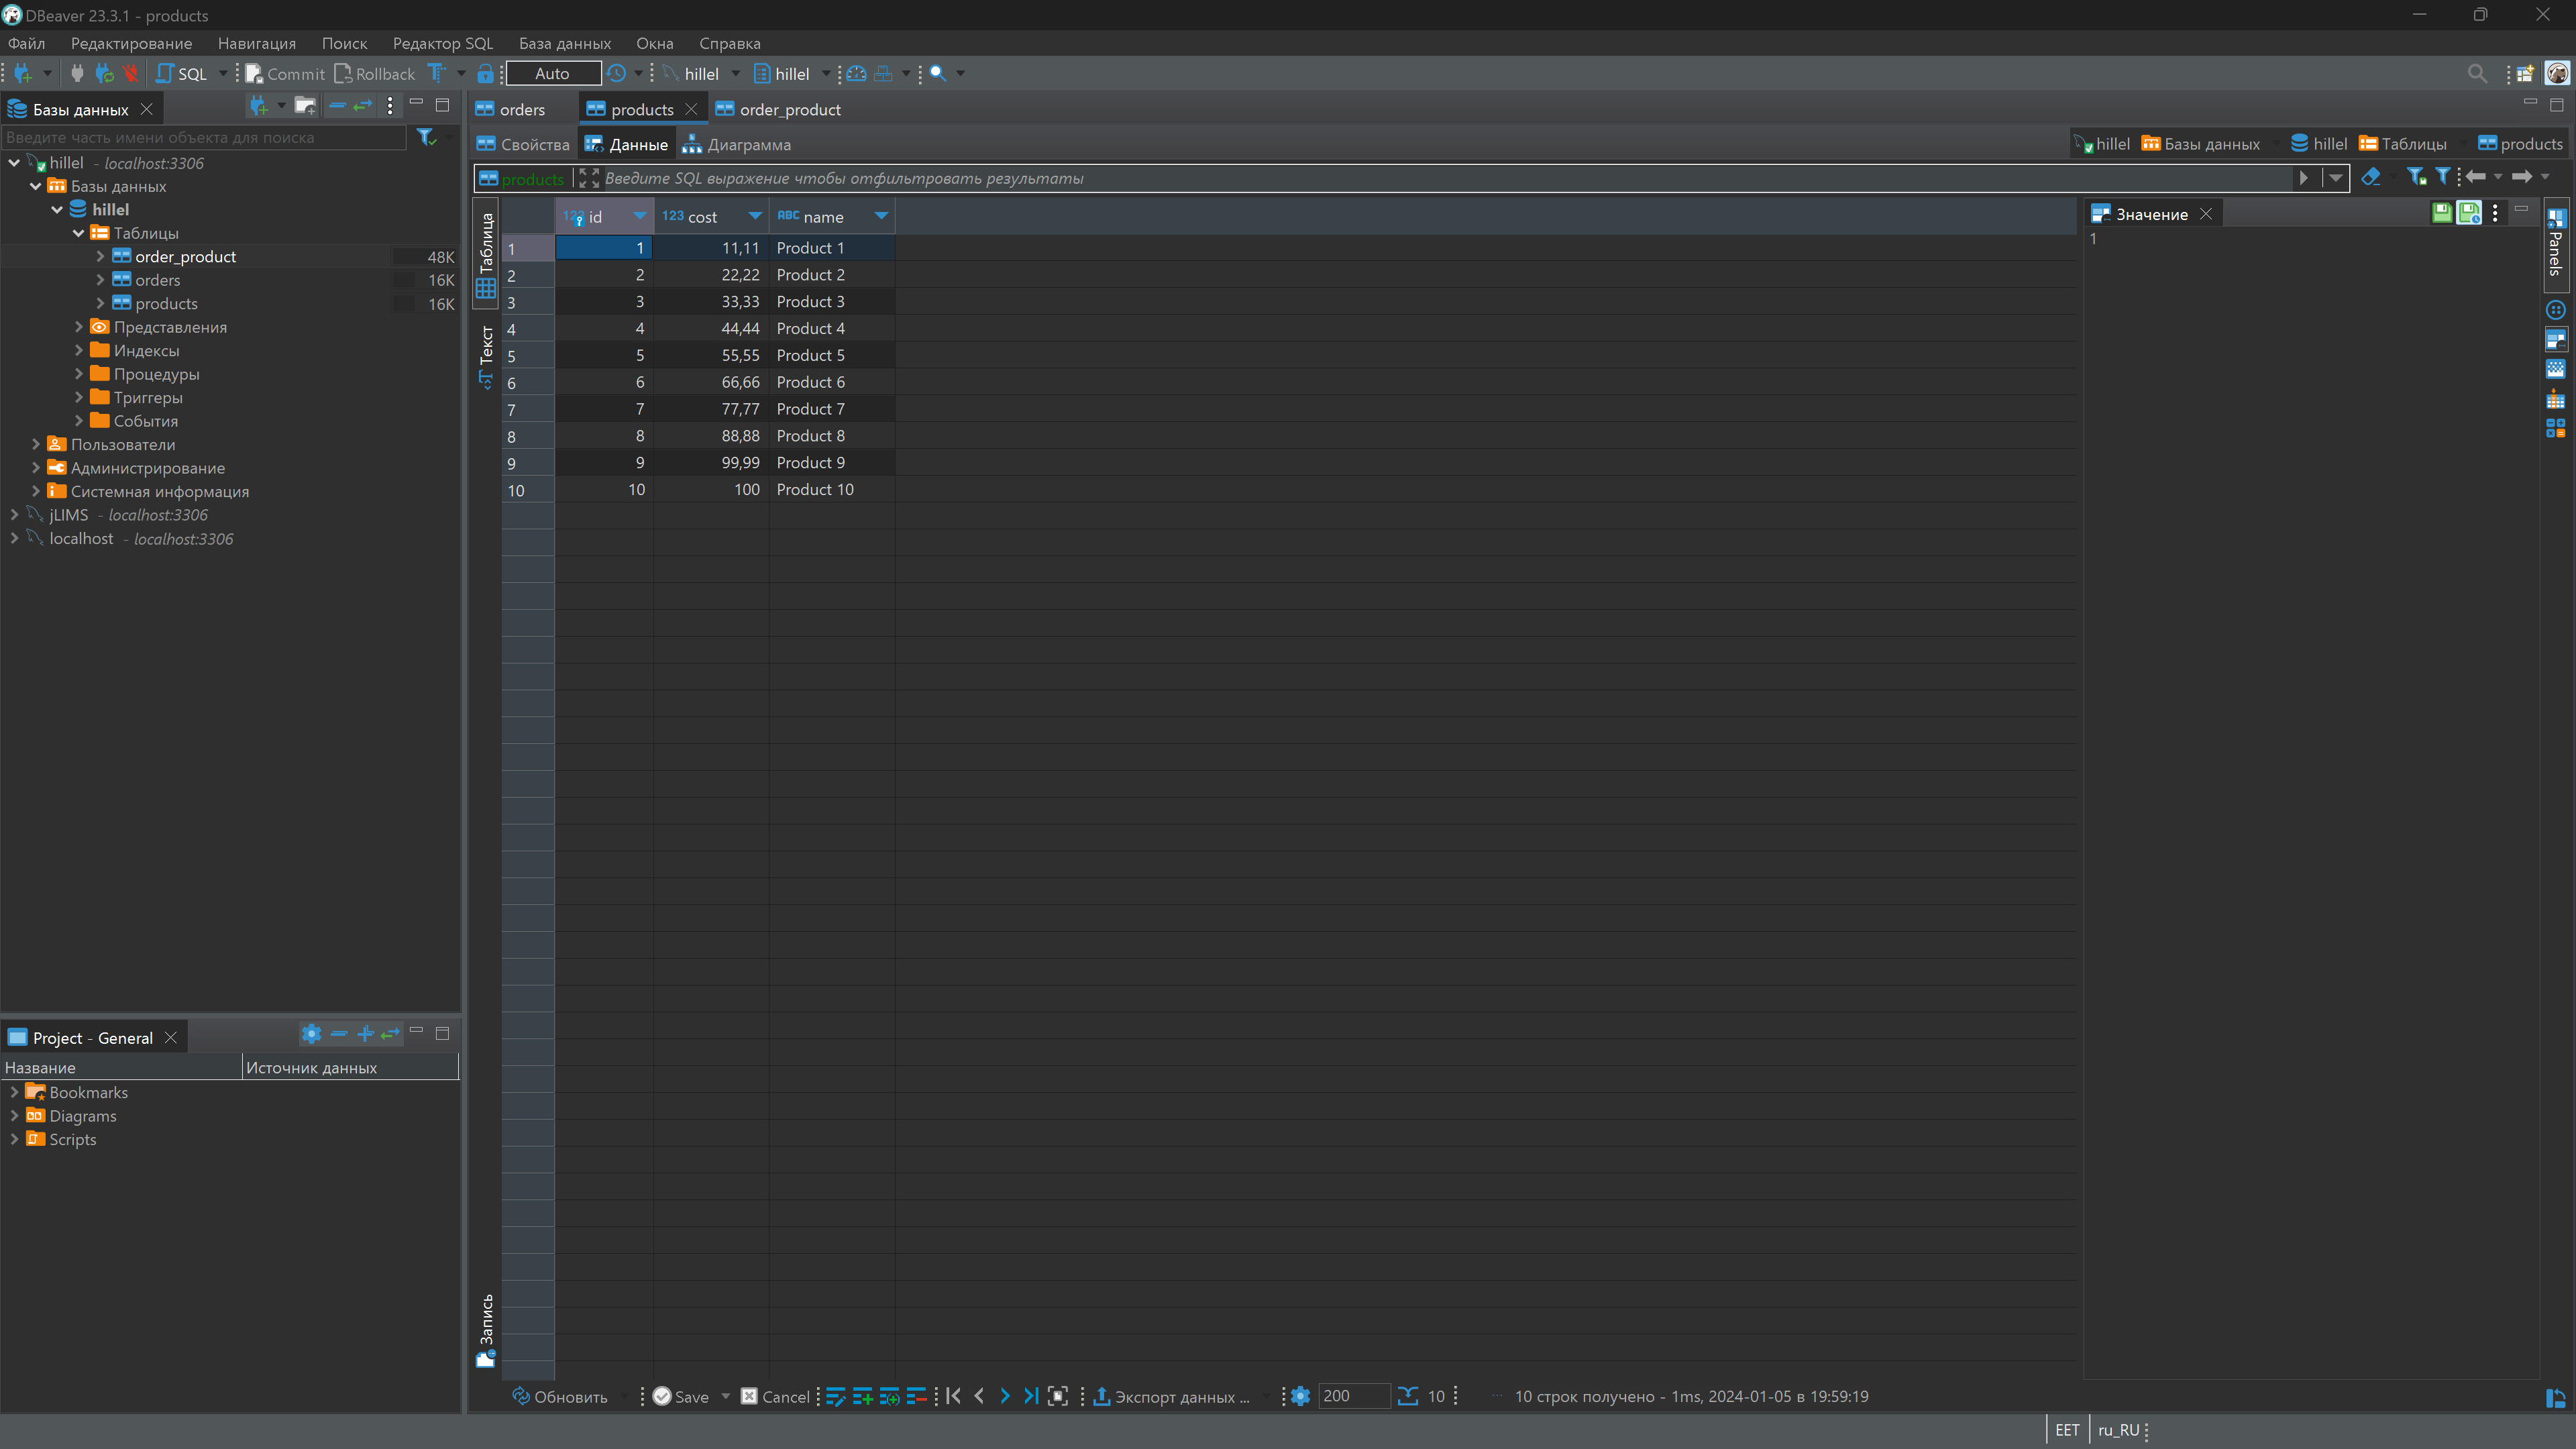 DBeaver 23.3.1 - products
Файл Редактирование Навигация Поиск Редактор SQL База данных Окна Справка
SQL Commit Rollback Auto hillel hillel
Базы данных
Введите часть имени объекта для поиска
hillel - localhost:3306
Базы данных
hillel
Таблицы
order_product 48K
orders 16K
products 16K
Представления
Индексы
Процедуры
Триггеры
События
Пользователи
Администрирование
Системная информация
jLIMS - localhost:3306
localhost - localhost:3306
Project - General
Название Источник данных
Bookmarks
Diagrams
Scripts
orders products order_product
Свойства Данные Диаграмма
hillel Базы данных hillel Таблицы products
products Введите SQL выражение чтобы отфильтровать результаты
Таблица
Текст
Запись
123 id 123 cost ABC name
1 1 11,11 Product 1
2 2 22,22 Product 2
3 3 33,33 Product 3
4 4 44,44 Product 4
5 5 55,55 Product 5
6 6 66,66 Product 6
7 7 77,77 Product 7
8 8 88,88 Product 8
9 9 99,99 Product 9
10 10 100 Product 10
Значение
1
Panels
Обновить Save Cancel Экспорт данных ... 200 10 10 строк получено - 1ms, 2024-01-05 в 19:59:19
EET ru_RU